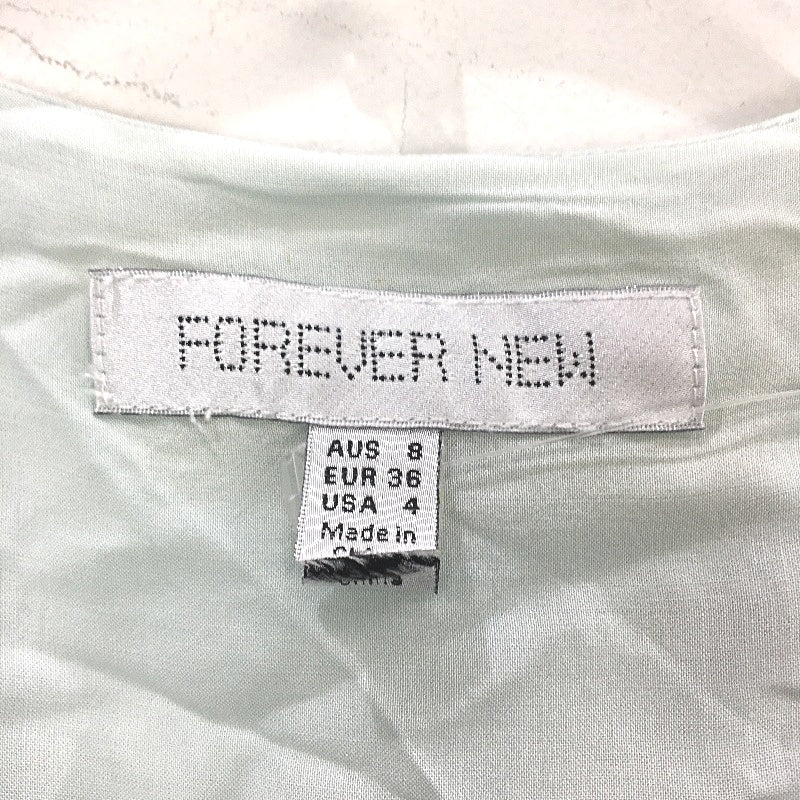 FOREVER NEW
AUS 8
EUR 36
USA 4
Made in